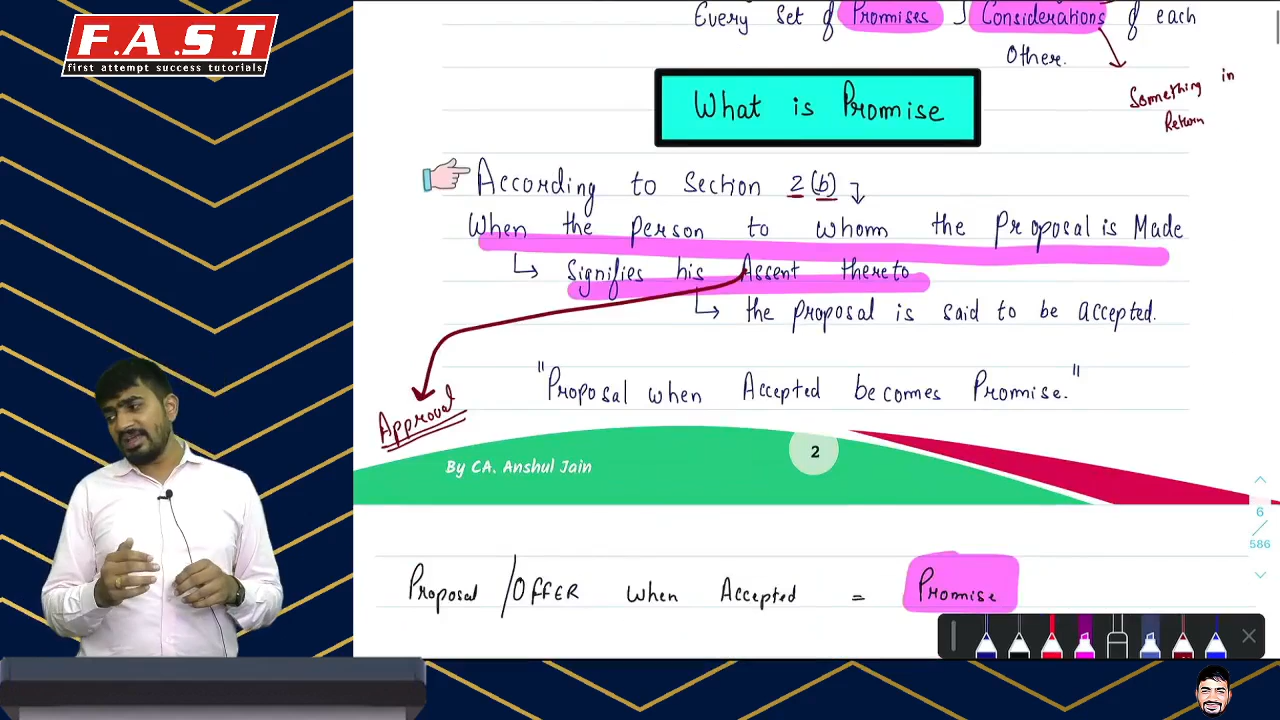 F.A.S.T
first attempt success tutorials
Every Set of Promises Considerations of each
Other.
Something in
Return
What is Promise
According to Section 2(b)
When the person to whom the Proposal is Made
Signifies his Assent thereto
the proposal is said to be accepted.
"Proposal when Accepted becomes Promise."
Approval
By CA. Anshul Jain
2
6
/
586
Proposal / OFFER When Accepted = Promise